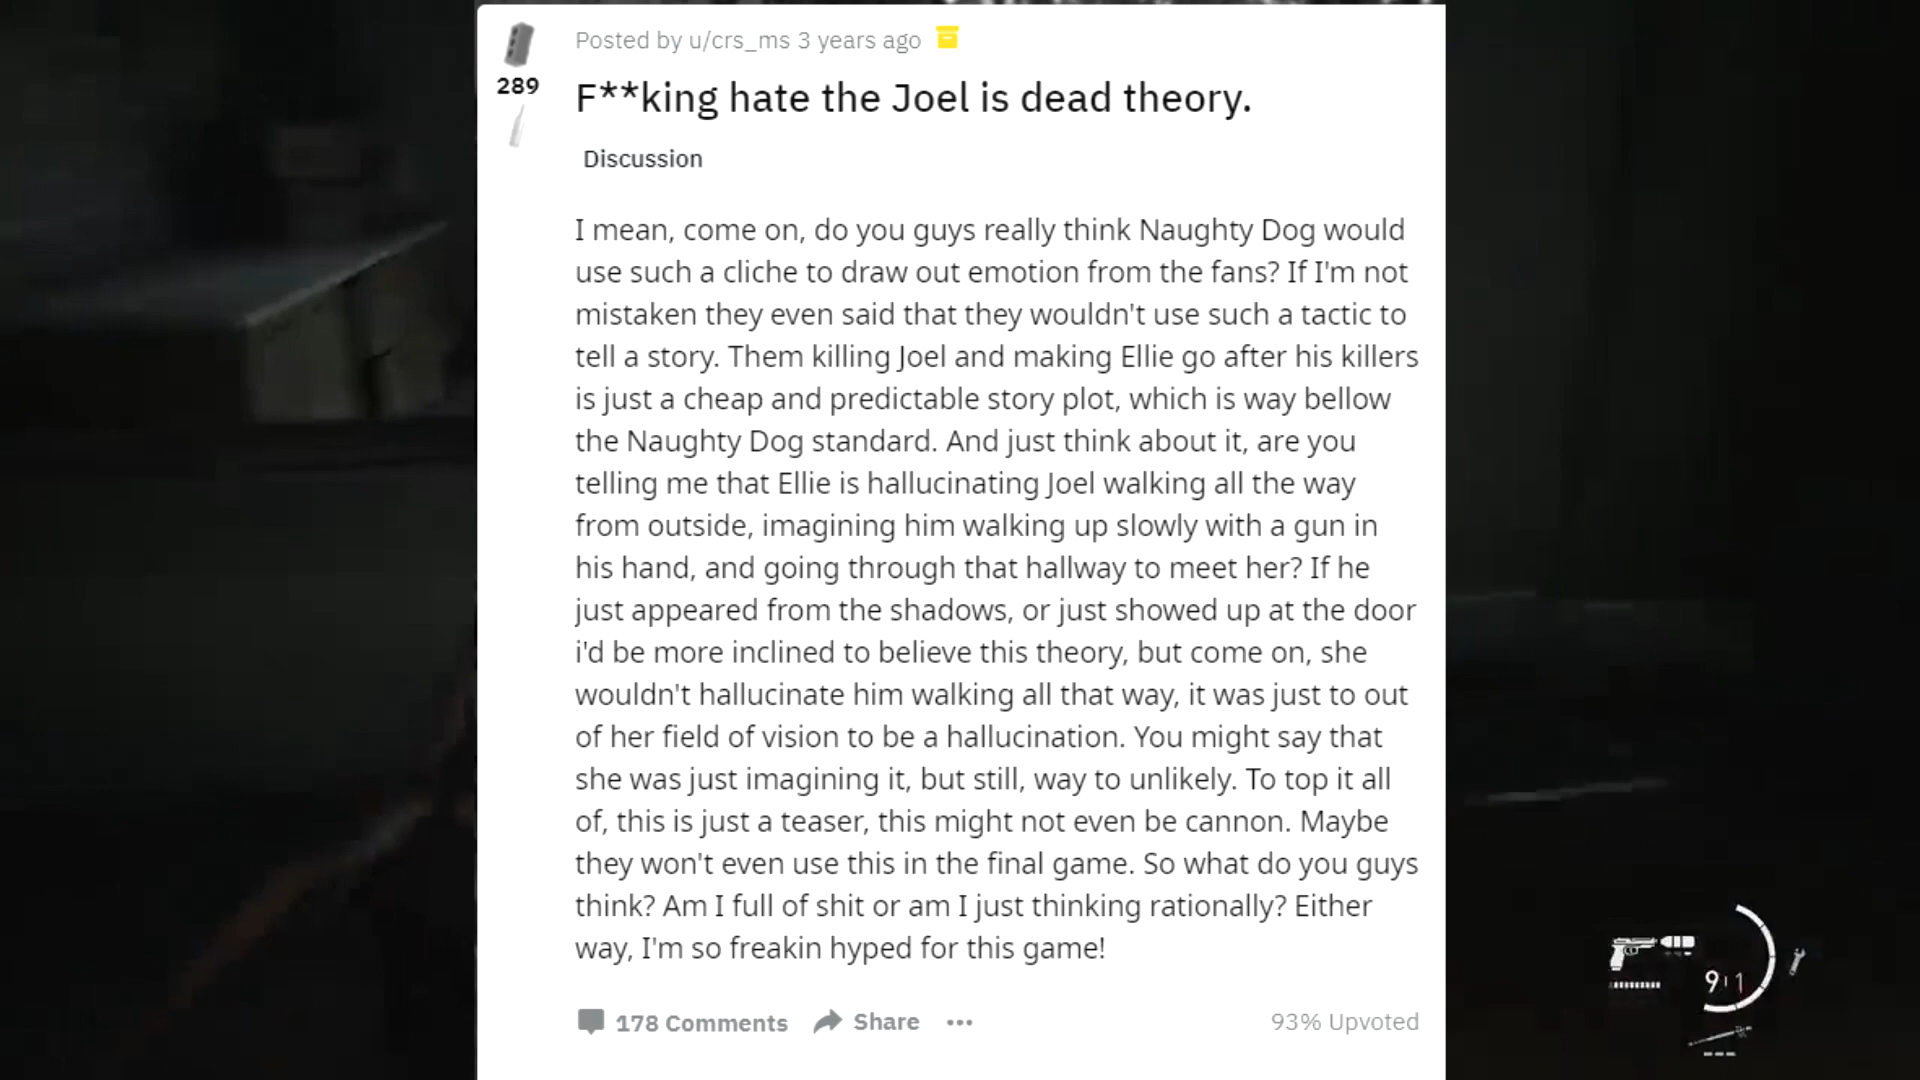 Posted by u/crs_ms 3 years ago
289
F**king hate the Joel is dead theory.
Discussion
I mean, come on, do you guys really think Naughty Dog would
use such a cliche to draw out emotion from the fans? If I'm not
mistaken they even said that they wouldn't use such a tactic to
tell a story. Them killing Joel and making Ellie go after his killers
is just a cheap and predictable story plot, which is way bellow
the Naughty Dog standard. And just think about it, are you
telling me that Ellie is hallucinating Joel walking all the way
from outside, imagining him walking up slowly with a gun in
his hand, and going through that hallway to meet her? If he
just appeared from the shadows, or just showed up at the door
i'd be more inclined to believe this theory, but come on, she
wouldn't hallucinate him walking all that way, it was just to out
of her field of vision to be a hallucination. You might say that
she was just imagining it, but still, way to unlikely. To top it all
of, this is just a teaser, this might not even be cannon. Maybe
they won't even use this in the final game. So what do you guys
think? Am I full of shit or am I just thinking rationally? Either
way, I'm so freakin hyped for this game!
178 Comments Share ••• 93% Upvoted
9 | 1